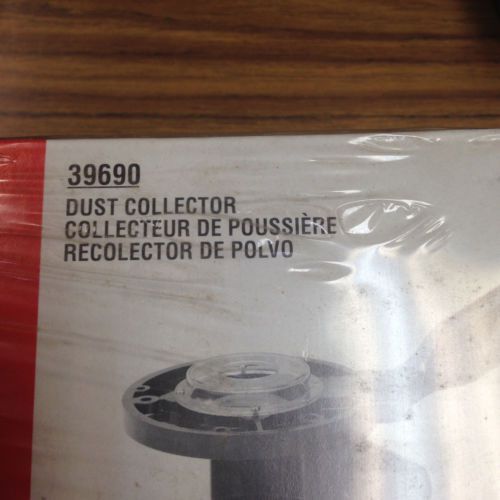 39690
DUST COLLECTOR
COLLECTEUR DE POUSSIÈRE
RECOLECTOR DE POLVO